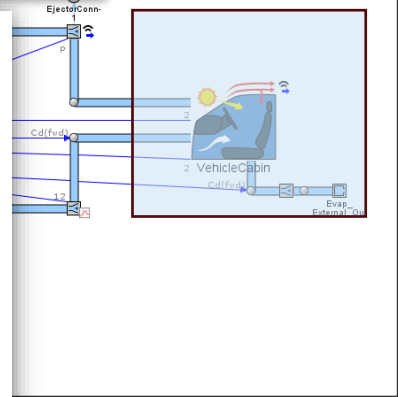 EjectorConn-
1
p
2
Cd(fwd)
2
VehicleCabin
Cd(fwd)
12
Evap_
External_Ou